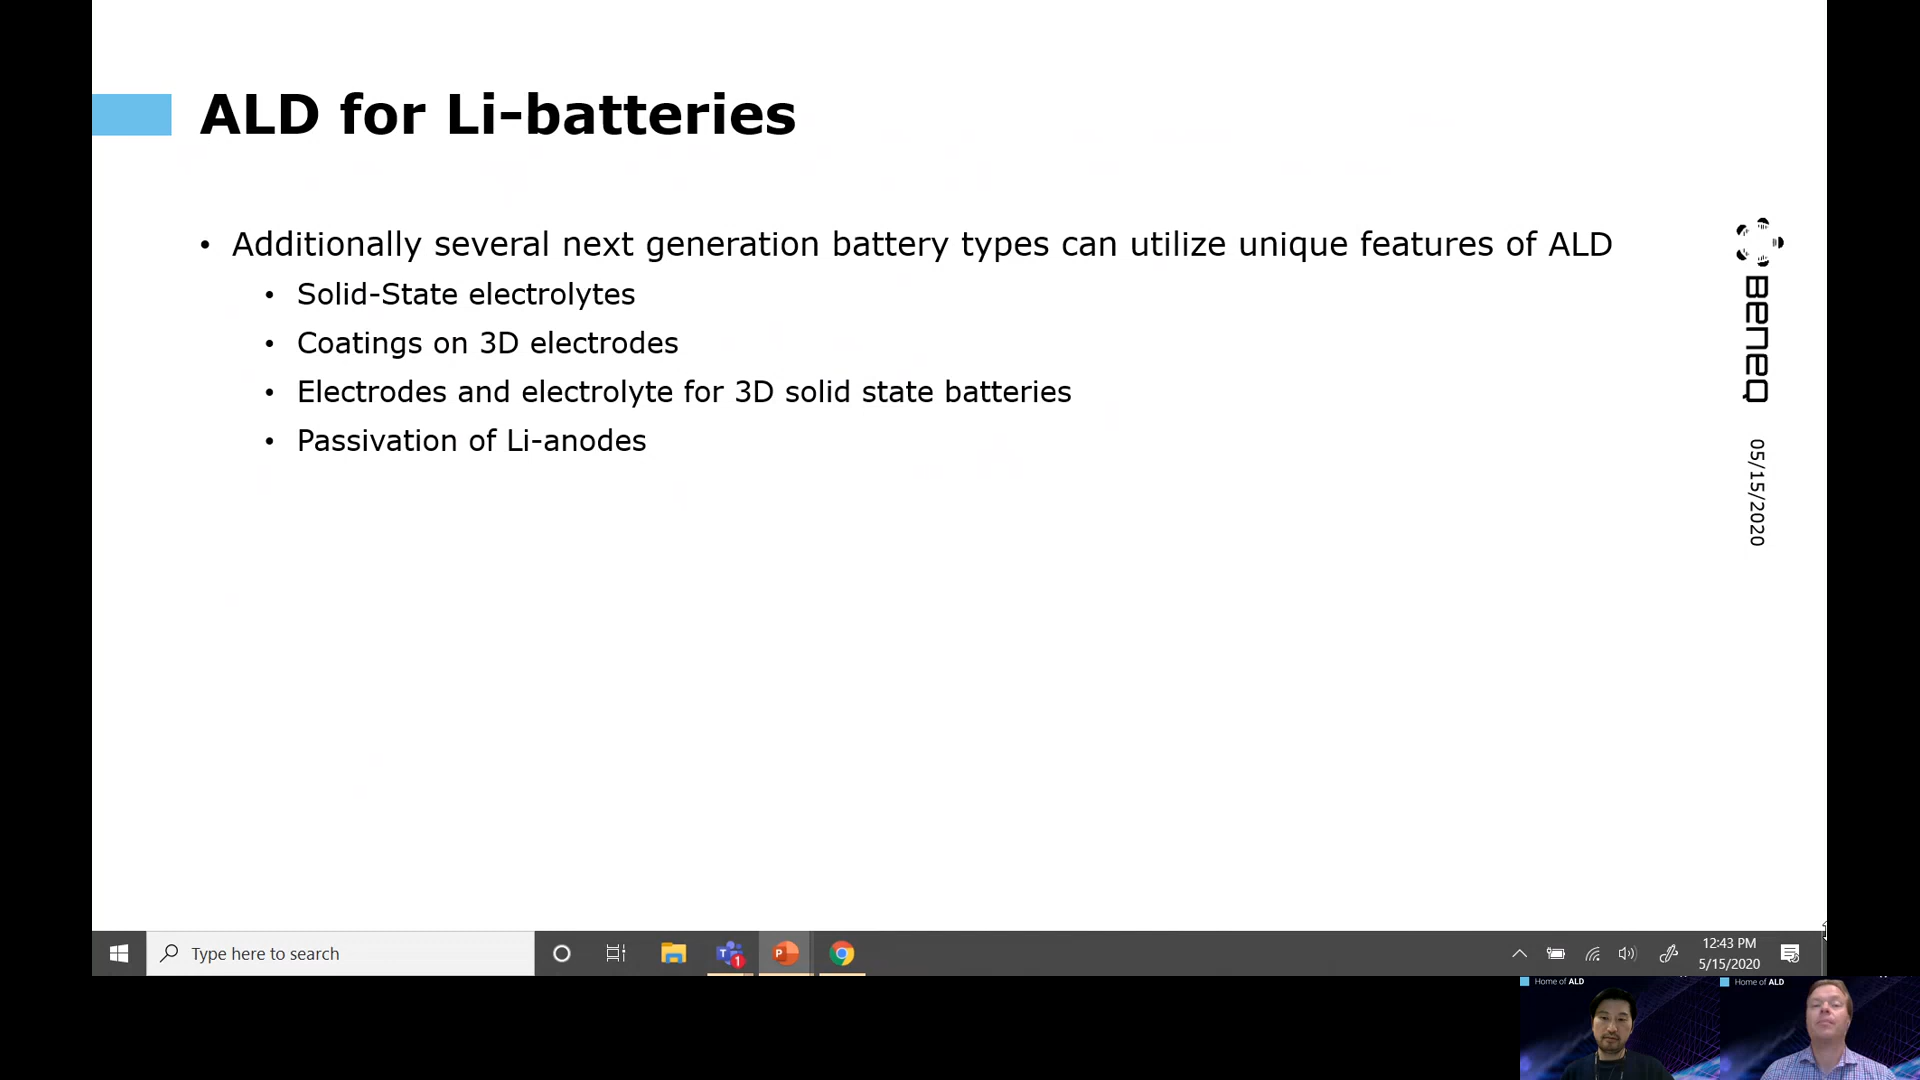 ALD for Li-batteries
• Additionally several next generation battery types can utilize unique features of ALD
• Solid-State electrolytes
• Coatings on 3D electrodes
• Electrodes and electrolyte for 3D solid state batteries
• Passivation of Li-anodes
BENEQ
05/15/2020
Type here to search
T
1
P
12:43 PM
5/15/2020
Home of ALD
Home of ALD